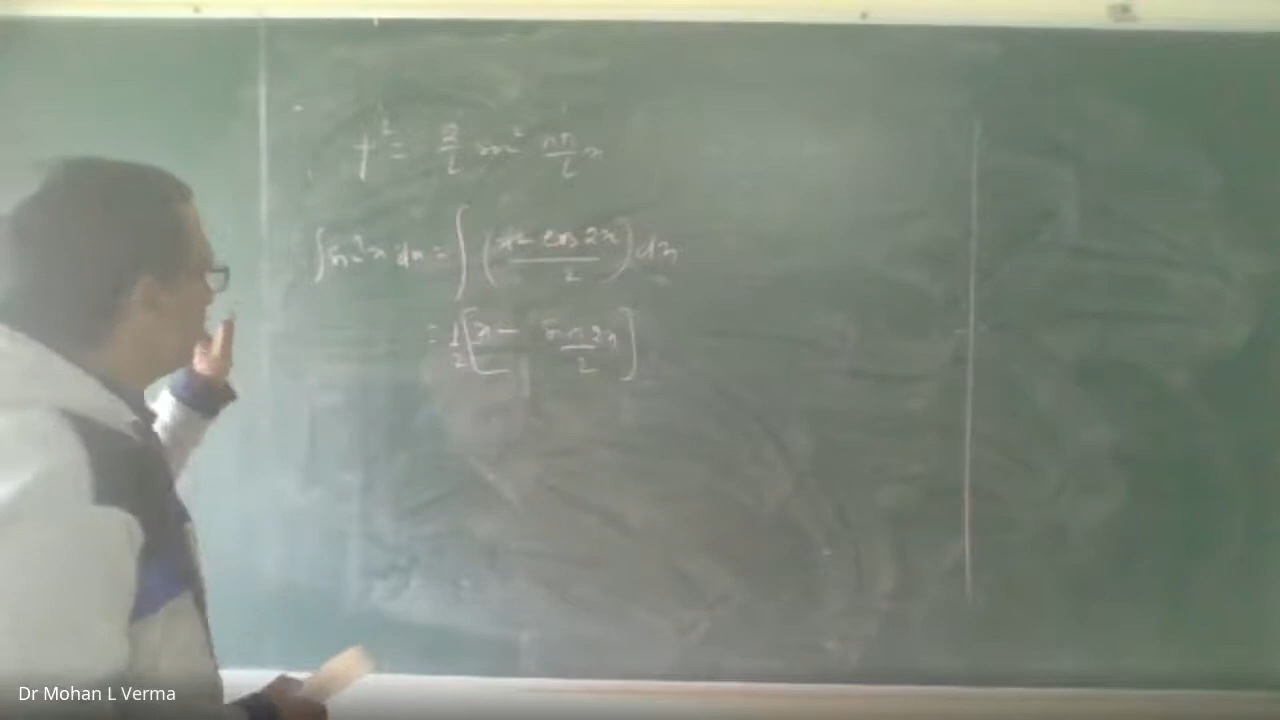 ψ² = 2/L sin² nπ/L x
∫sin²x dx = ∫ (1 - cos 2x / 2) dx
= 1/2 [x - sin 2x / 2]
Dr Mohan L Verma